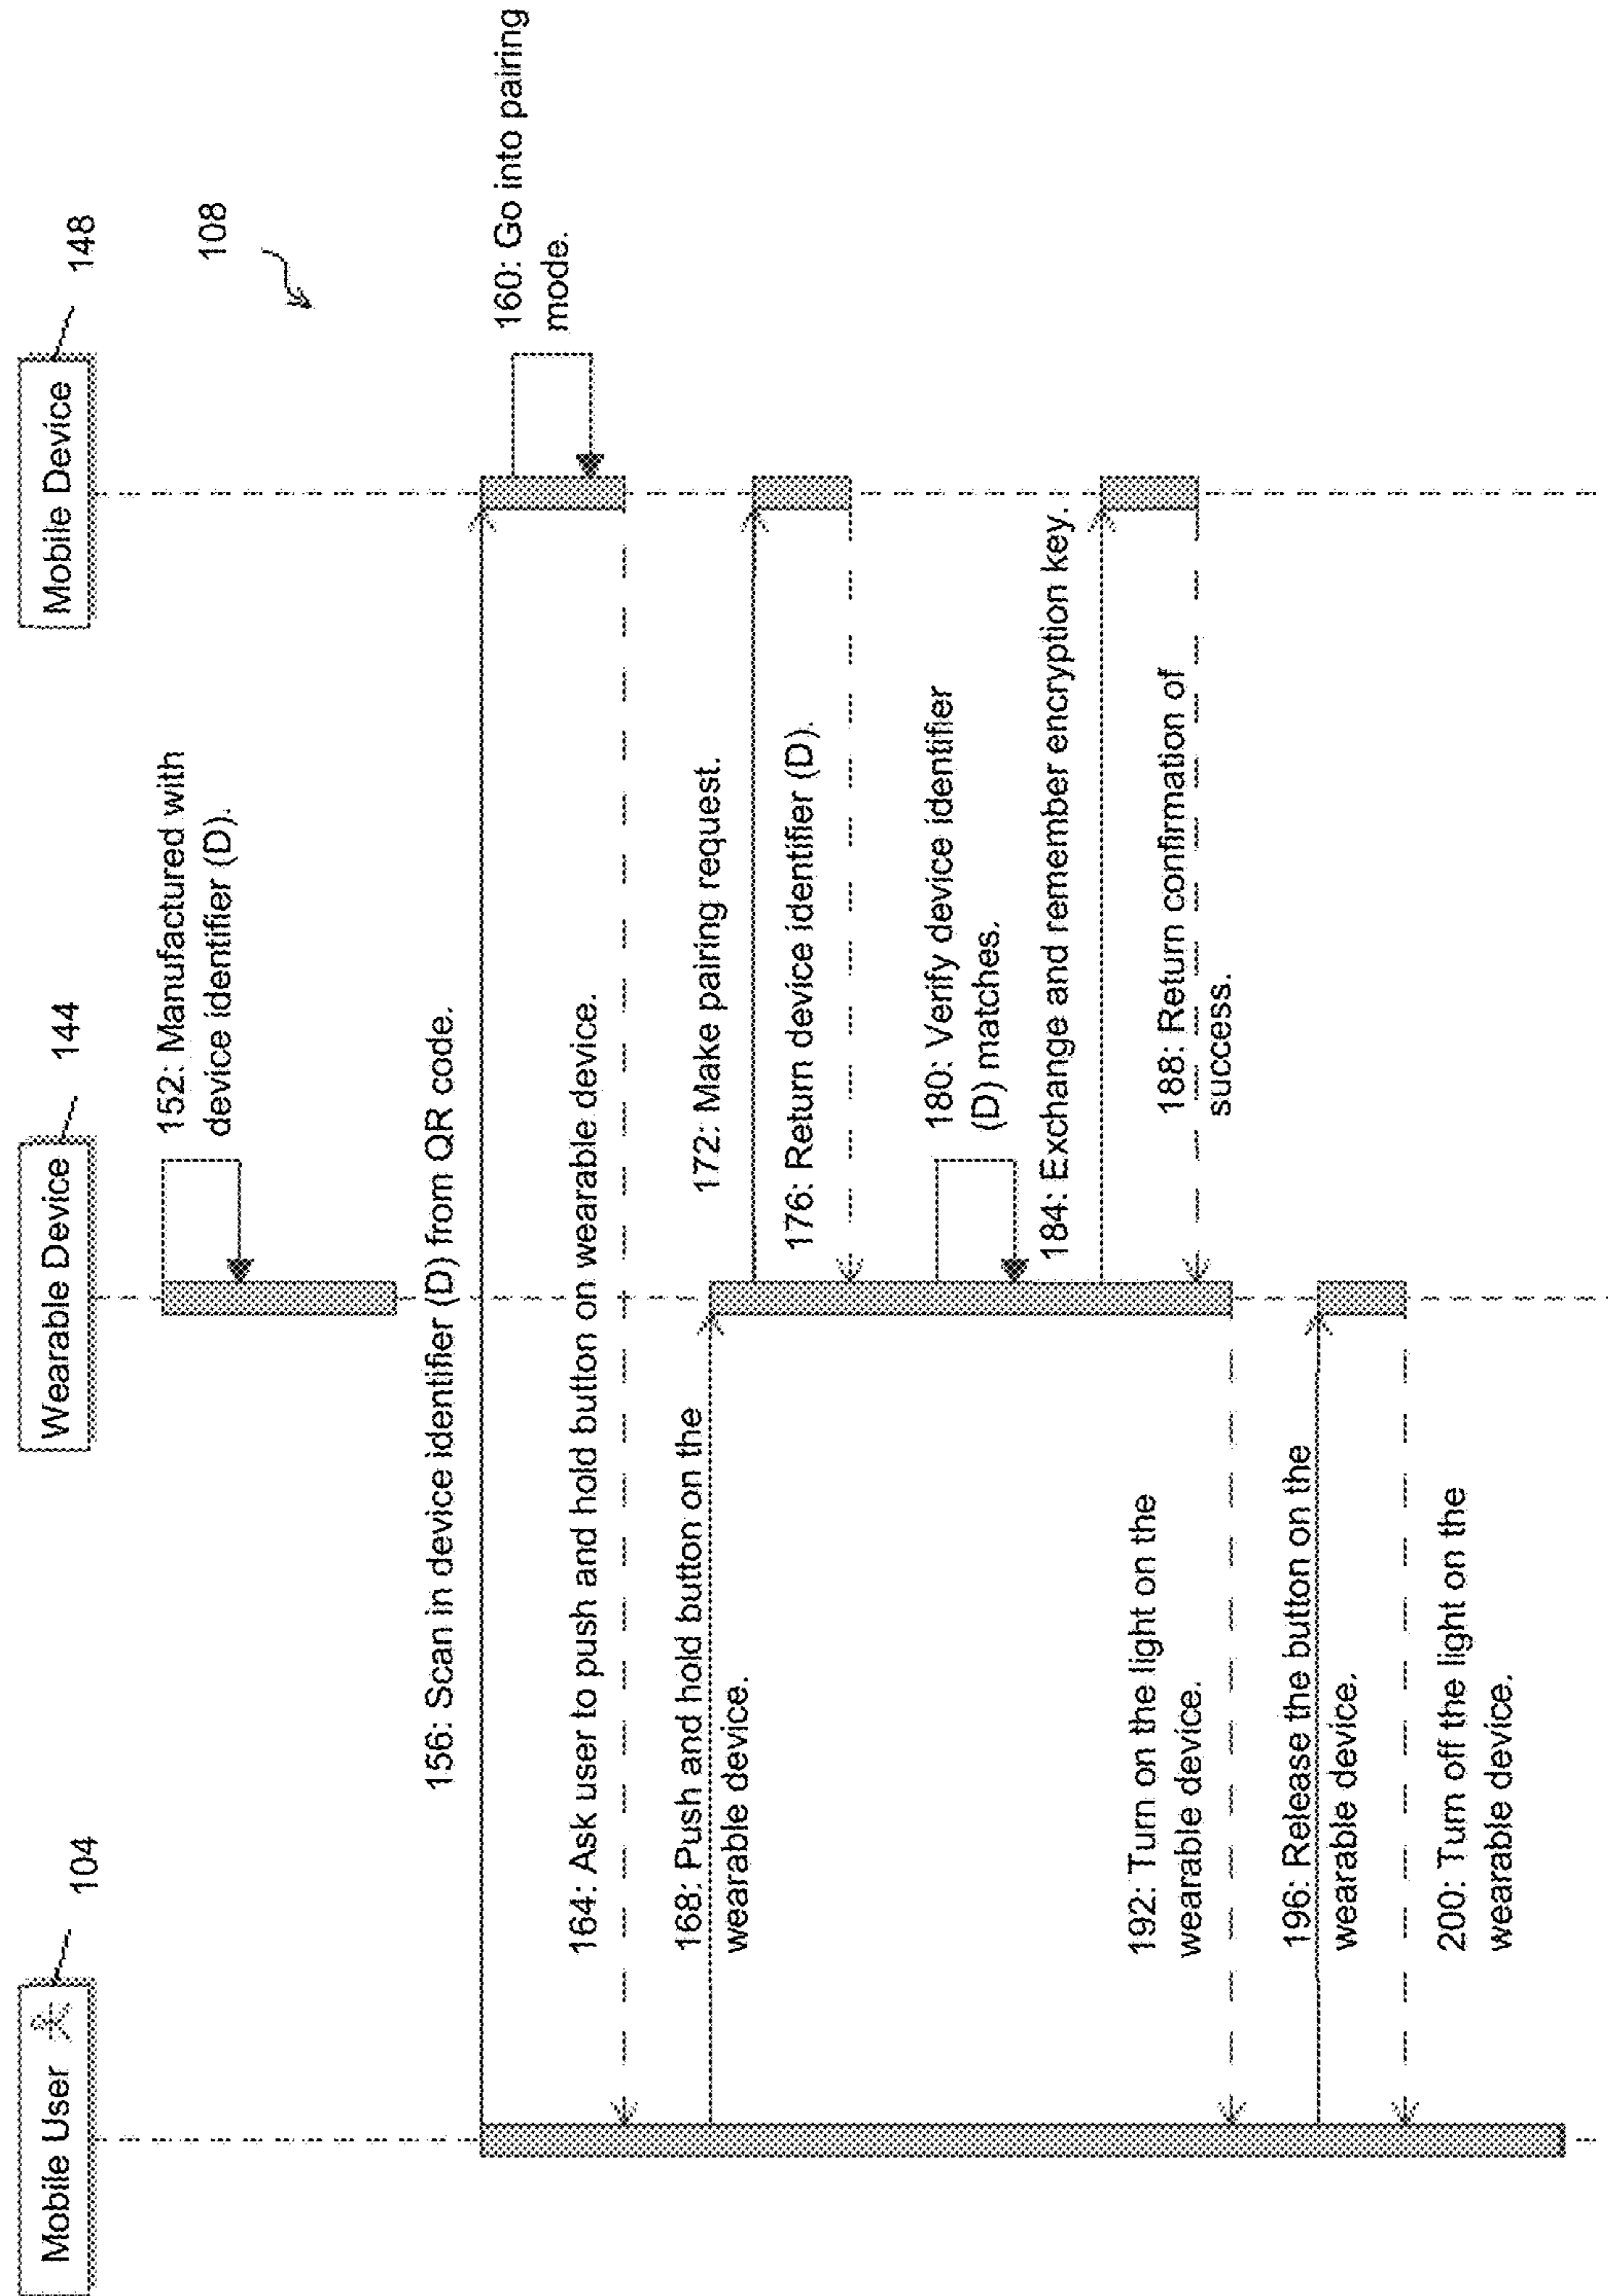 Mobile User
104
Wearable Device
144
Mobile Device
148
108
152: Manufactured with
device identifier (D).
156: Scan in device identifier (D) from QR code.
160: Go into pairing
mode.
164: Ask user to push and hold button on wearable device.
168: Push and hold button on the
wearable device.
172: Make pairing request.
176: Return device identifier (D).
180: Verify device identifier
(D) matches.
184: Exchange and remember encryption key.
188: Return confirmation of
success.
192: Turn on the light on the
wearable device.
196: Release the button on the
wearable device.
200: Turn off the light on the
wearable device.